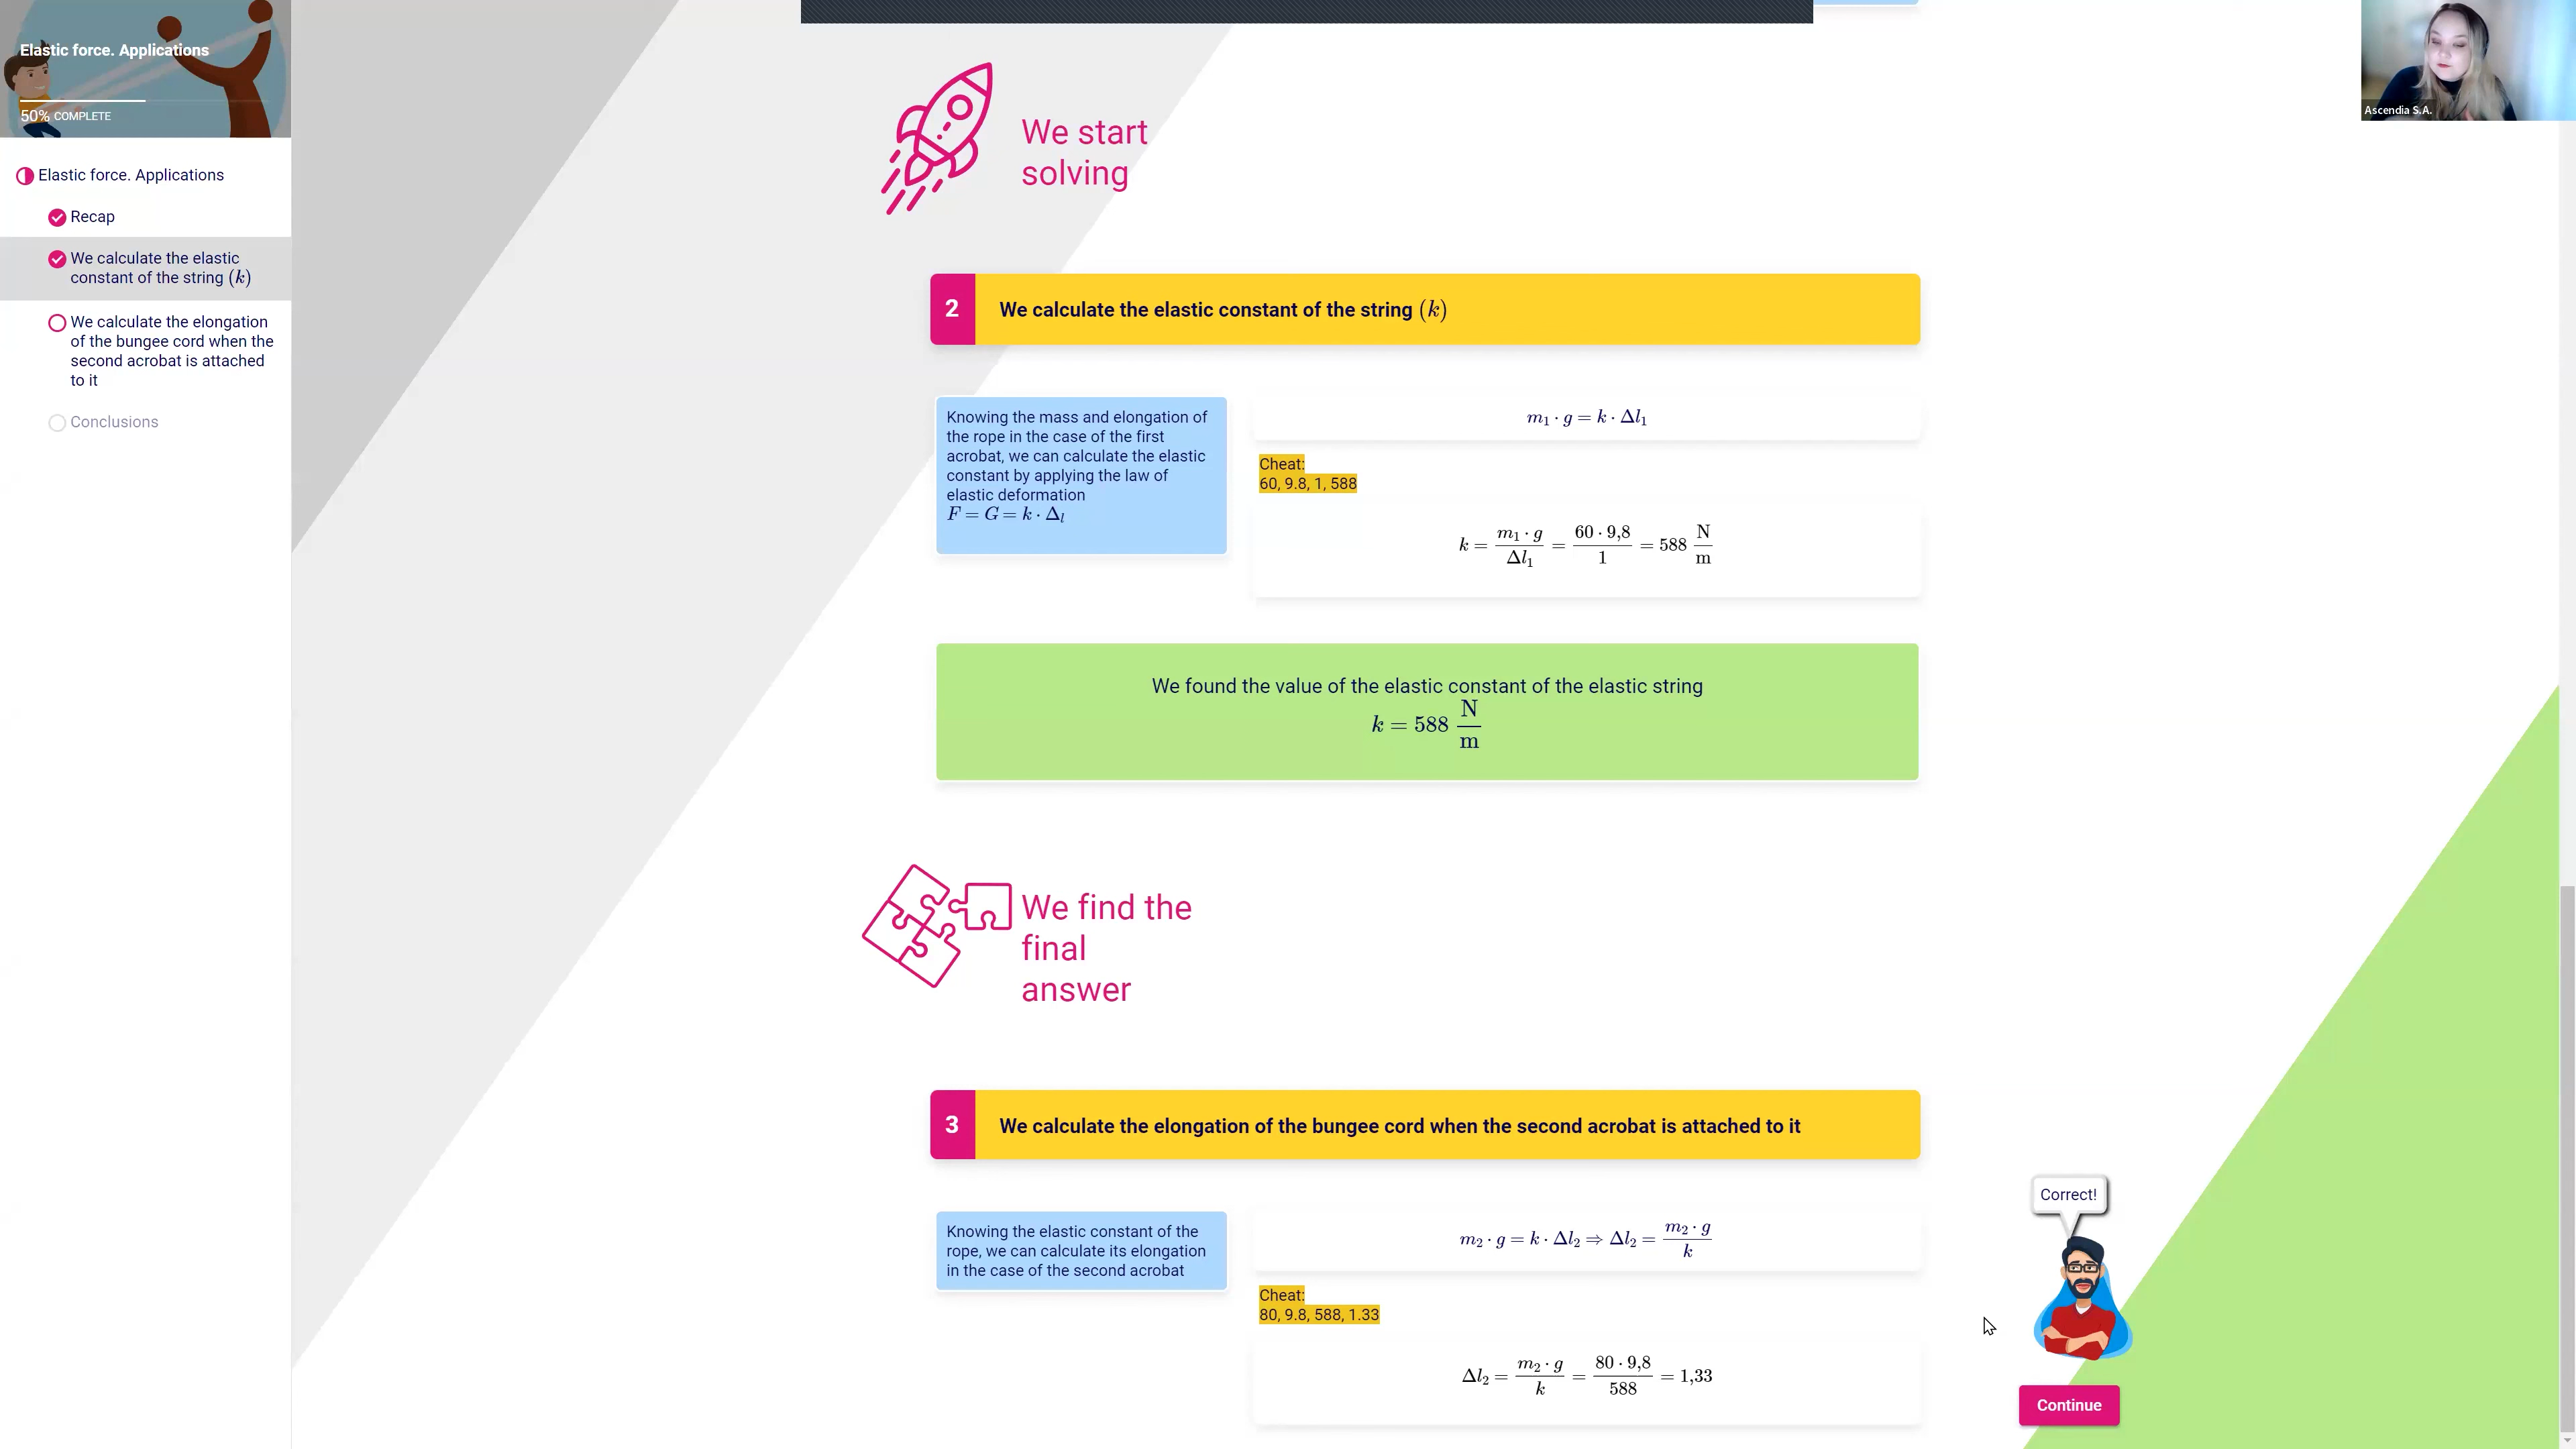 Elastic force. Applications
50% COMPLETE
Elastic force. Applications
Recap
We calculate the elastic
constant of the string (k)
We calculate the elongation
of the bungee cord when the
second acrobat is attached
to it
Conclusions
Ascendia S.A.
We start
solving
2
We calculate the elastic constant of the string (k)
Knowing the mass and elongation of
the rope in the case of the first
acrobat, we can calculate the elastic
constant by applying the law of
elastic deformation
F = G = k · Δ_l
m₁ · g = k · Δl₁
Cheat:
60, 9.8, 1, 588
k = m₁ · g / Δl₁ = 60 · 9,8 / 1 = 588 N/m
We found the value of the elastic constant of the elastic string
k = 588 N/m
We find the
final
answer
3
We calculate the elongation of the bungee cord when the second acrobat is attached to it
Knowing the elastic constant of the
rope, we can calculate its elongation
in the case of the second acrobat
m₂ · g = k · Δl₂ ⇒ Δl₂ = m₂ · g / k
Cheat:
80, 9.8, 588, 1.33
Δl₂ = m₂ · g / k = 80 · 9,8 / 588 = 1,33
Correct!
Continue